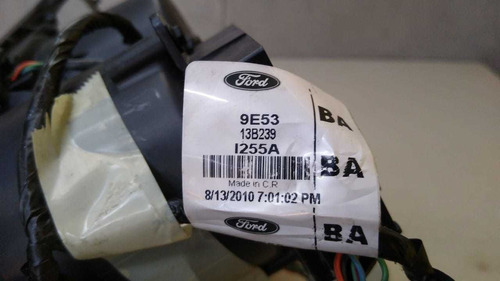 Ford
9E53
13B239
I255A
Made in C.R
8/13/2010 7:01:02 PM
Ford
BA
BA
BA